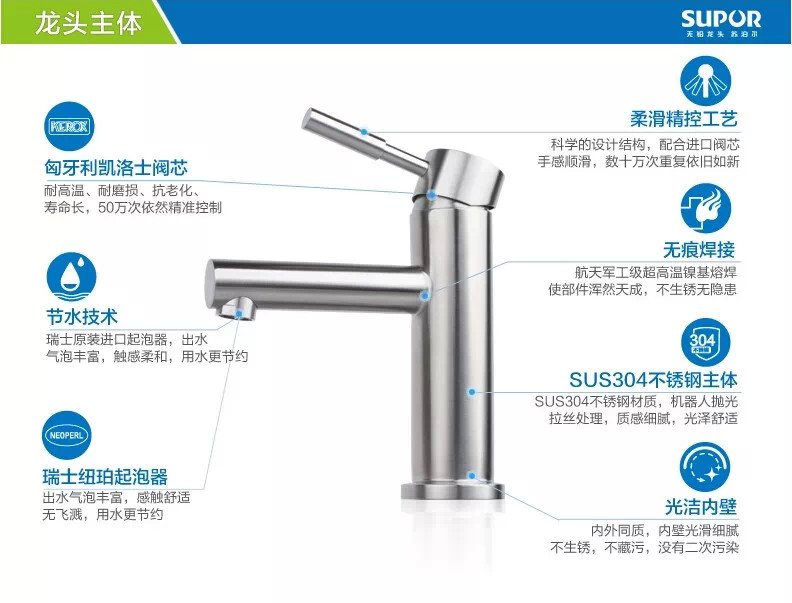 龙头主体
SUPOR
无铅龙头 苏泊尔
KEROX
匈牙利凯洛士阀芯
耐高温、耐磨损、抗老化、
寿命长，50万次依然精准控制
节水技术
瑞士原装进口起泡器，出水
气泡丰富，触感柔和，用水更节约
NEOPERL
瑞士纽珀起泡器
出水气泡丰富，感触舒适
无飞溅，用水更节约
柔滑精控工艺
科学的设计结构，配合进口阀芯
手感顺滑，数十万次重复依旧如新
无痕焊接
航天军工级超高温镍基熔焊
使部件浑然天成，不生锈无隐患
304
不锈钢
SUS304不锈钢主体
SUS304不锈钢材质，机器人抛光
拉丝处理，质感细腻，光泽舒适
光洁内壁
内外同质，内壁光滑细腻
不生锈，不藏污，没有二次污染